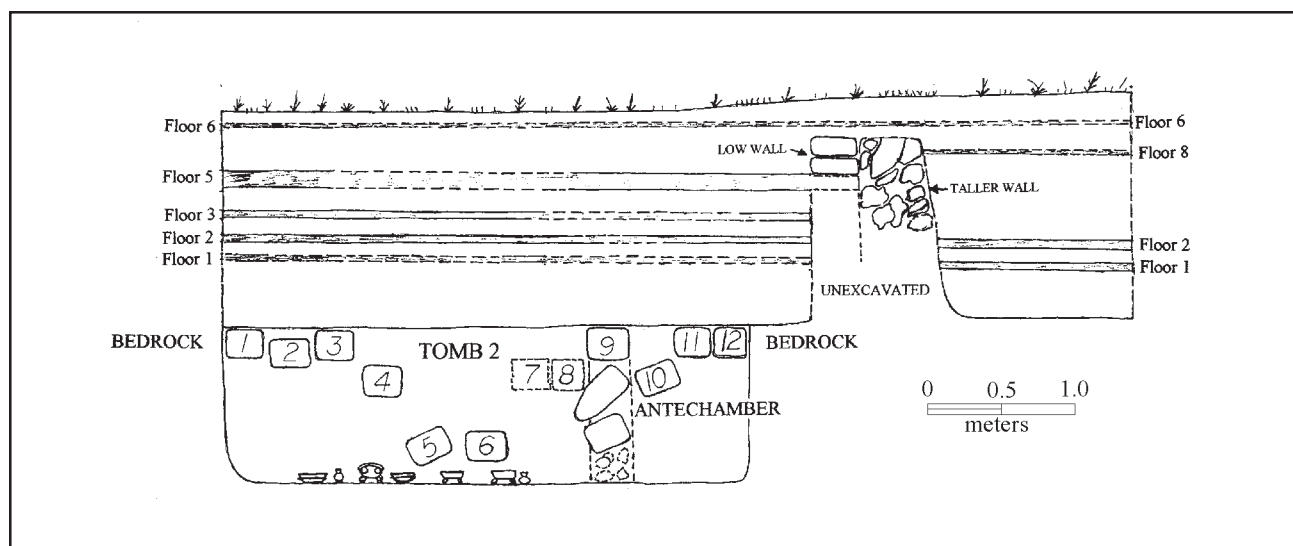 Floor 6
Floor 6
LOW WALL
Floor 8
Floor 5
TALLER WALL
Floor 3
Floor 2
Floor 2
Floor 1
Floor 1
UNEXCAVATED
BEDROCK
1
2
3
TOMB 2
9
11
12
BEDROCK
4
7
8
10
ANTECHAMBER
0 0.5 1.0
meters
5
6